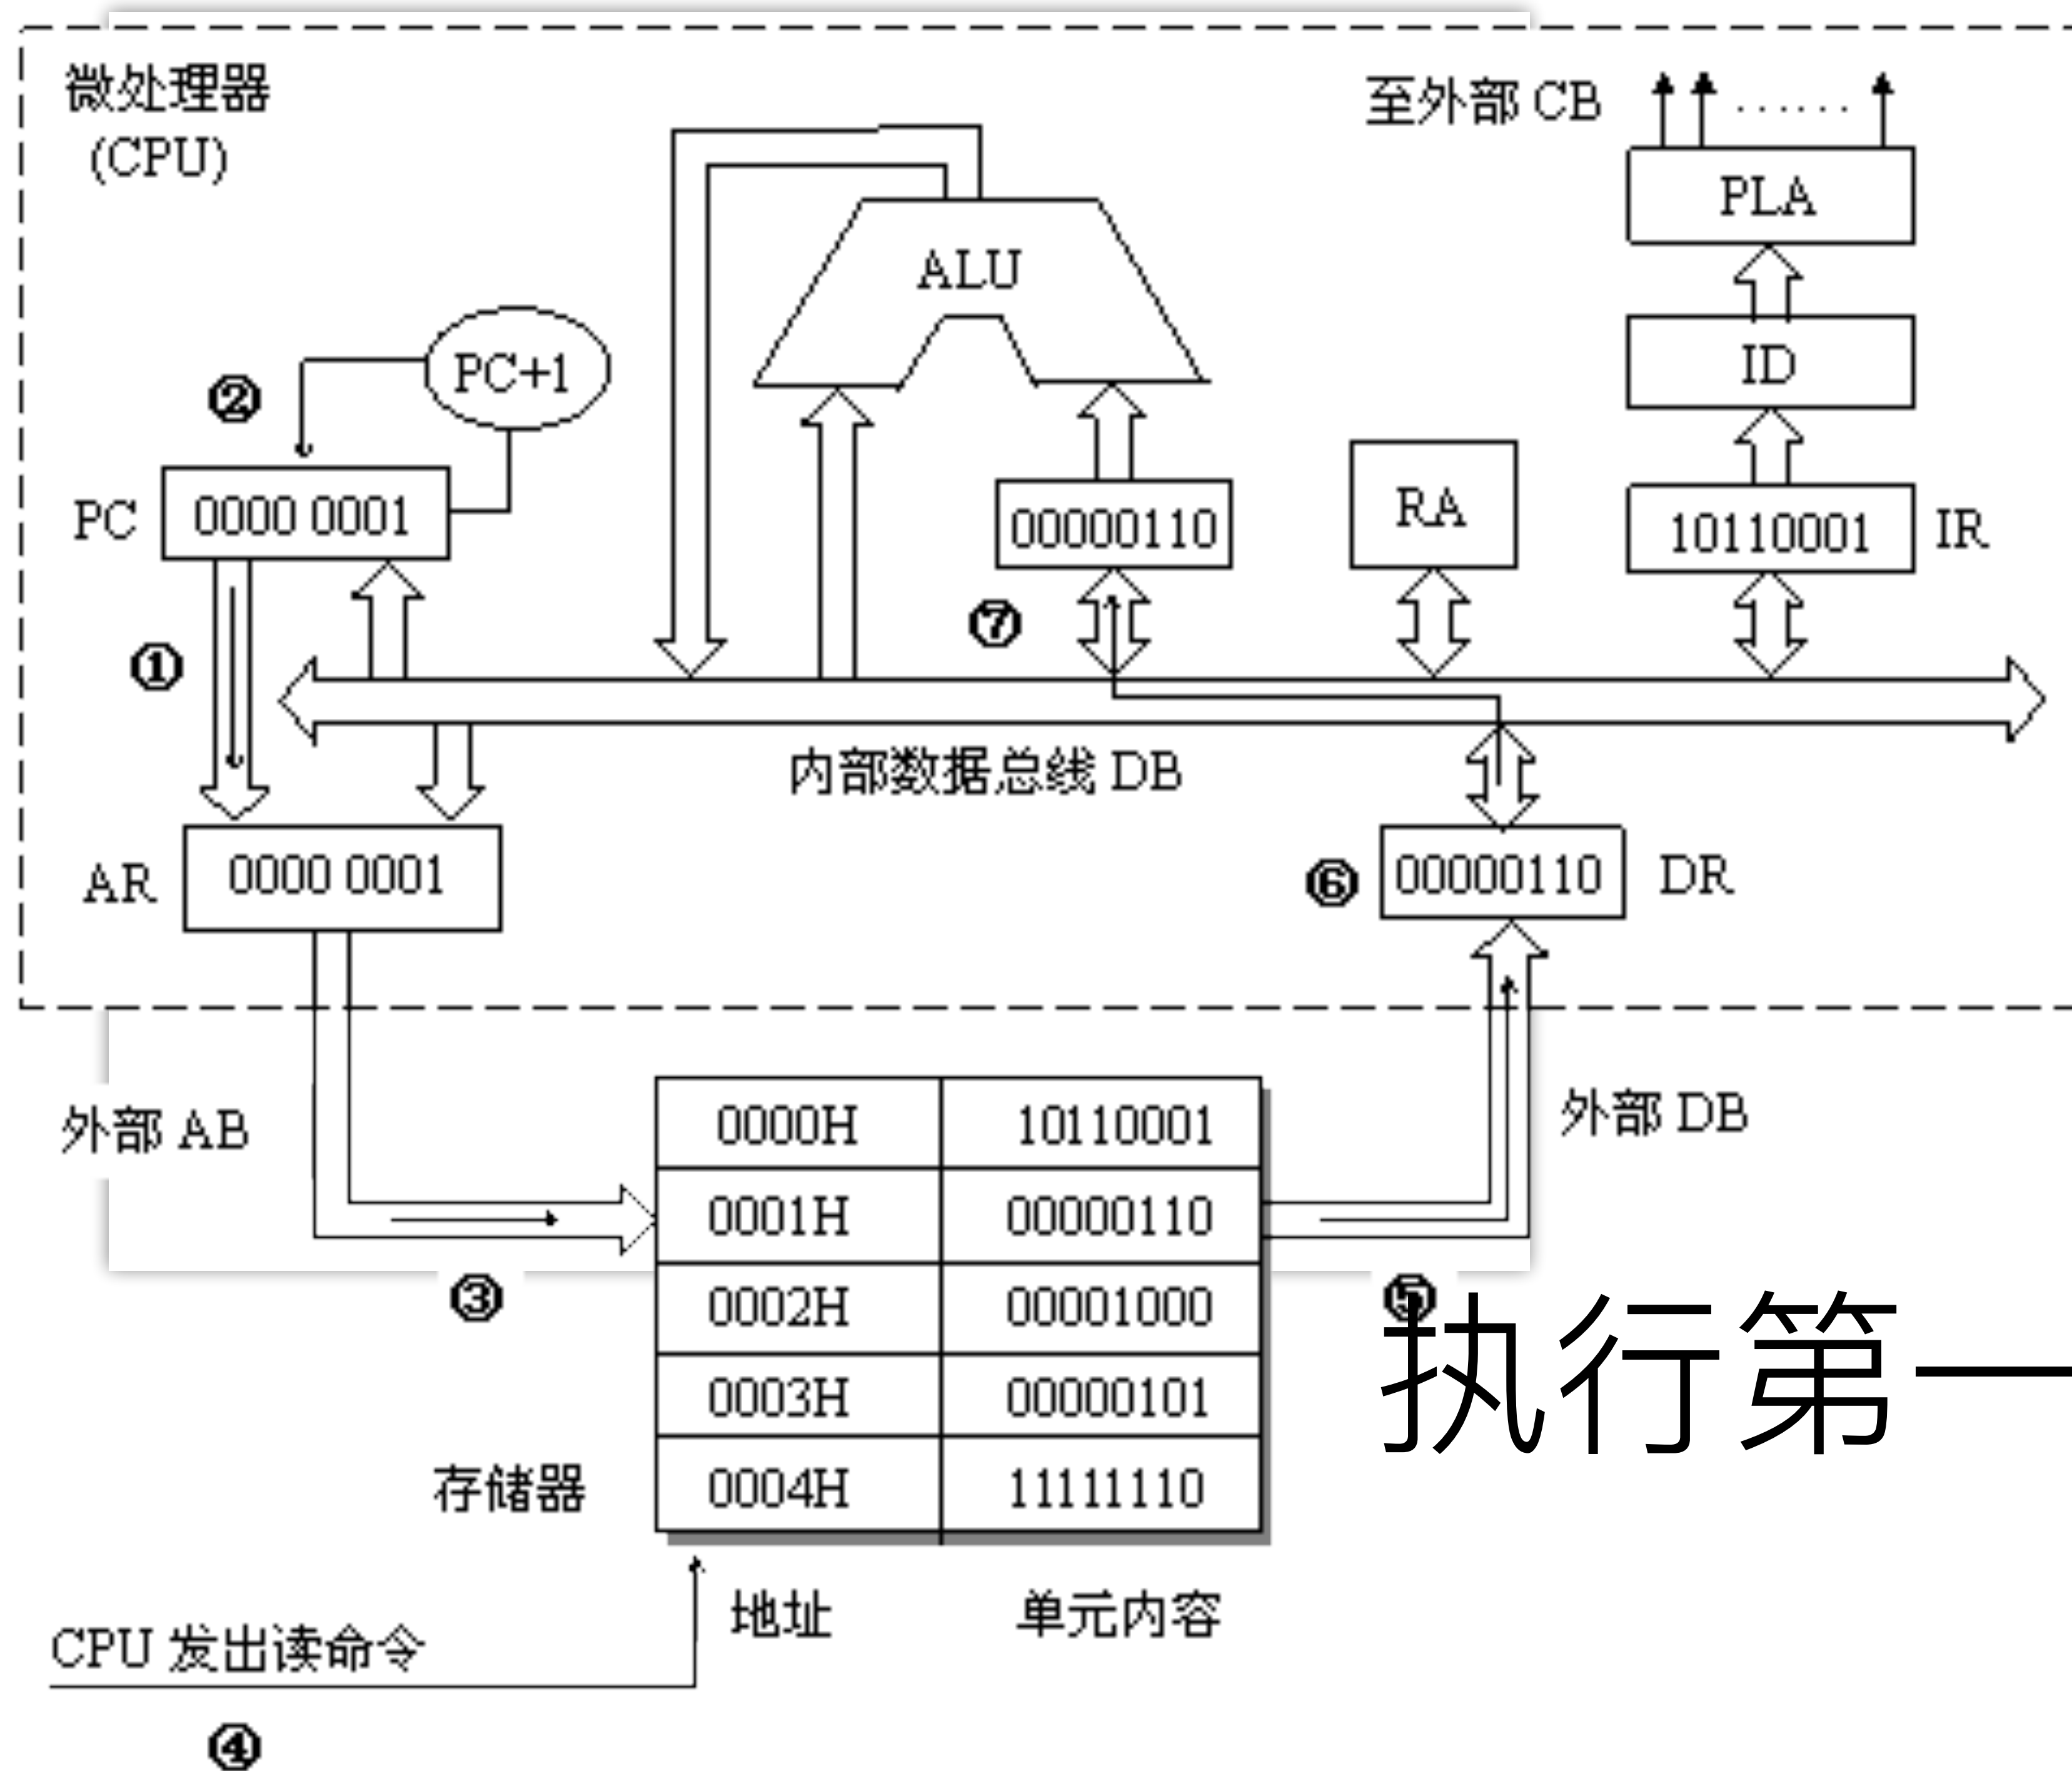 微处理器
(CPU)
至外部 CB
PLA
ALU
ID
PC+1
②
PC
0000 0001
00000110
RA
10110001
IR
①
⑦
内部数据总线 DB
AR
0000 0001
⑥
00000110
DR
外部 AB
外部 DB
0000H 10110001
0001H 00000110
0002H 00001000
0003H 00000101
0004H 11111110
③
⑤
执行第一
存储器
地址
单元内容
CPU 发出读命令
④